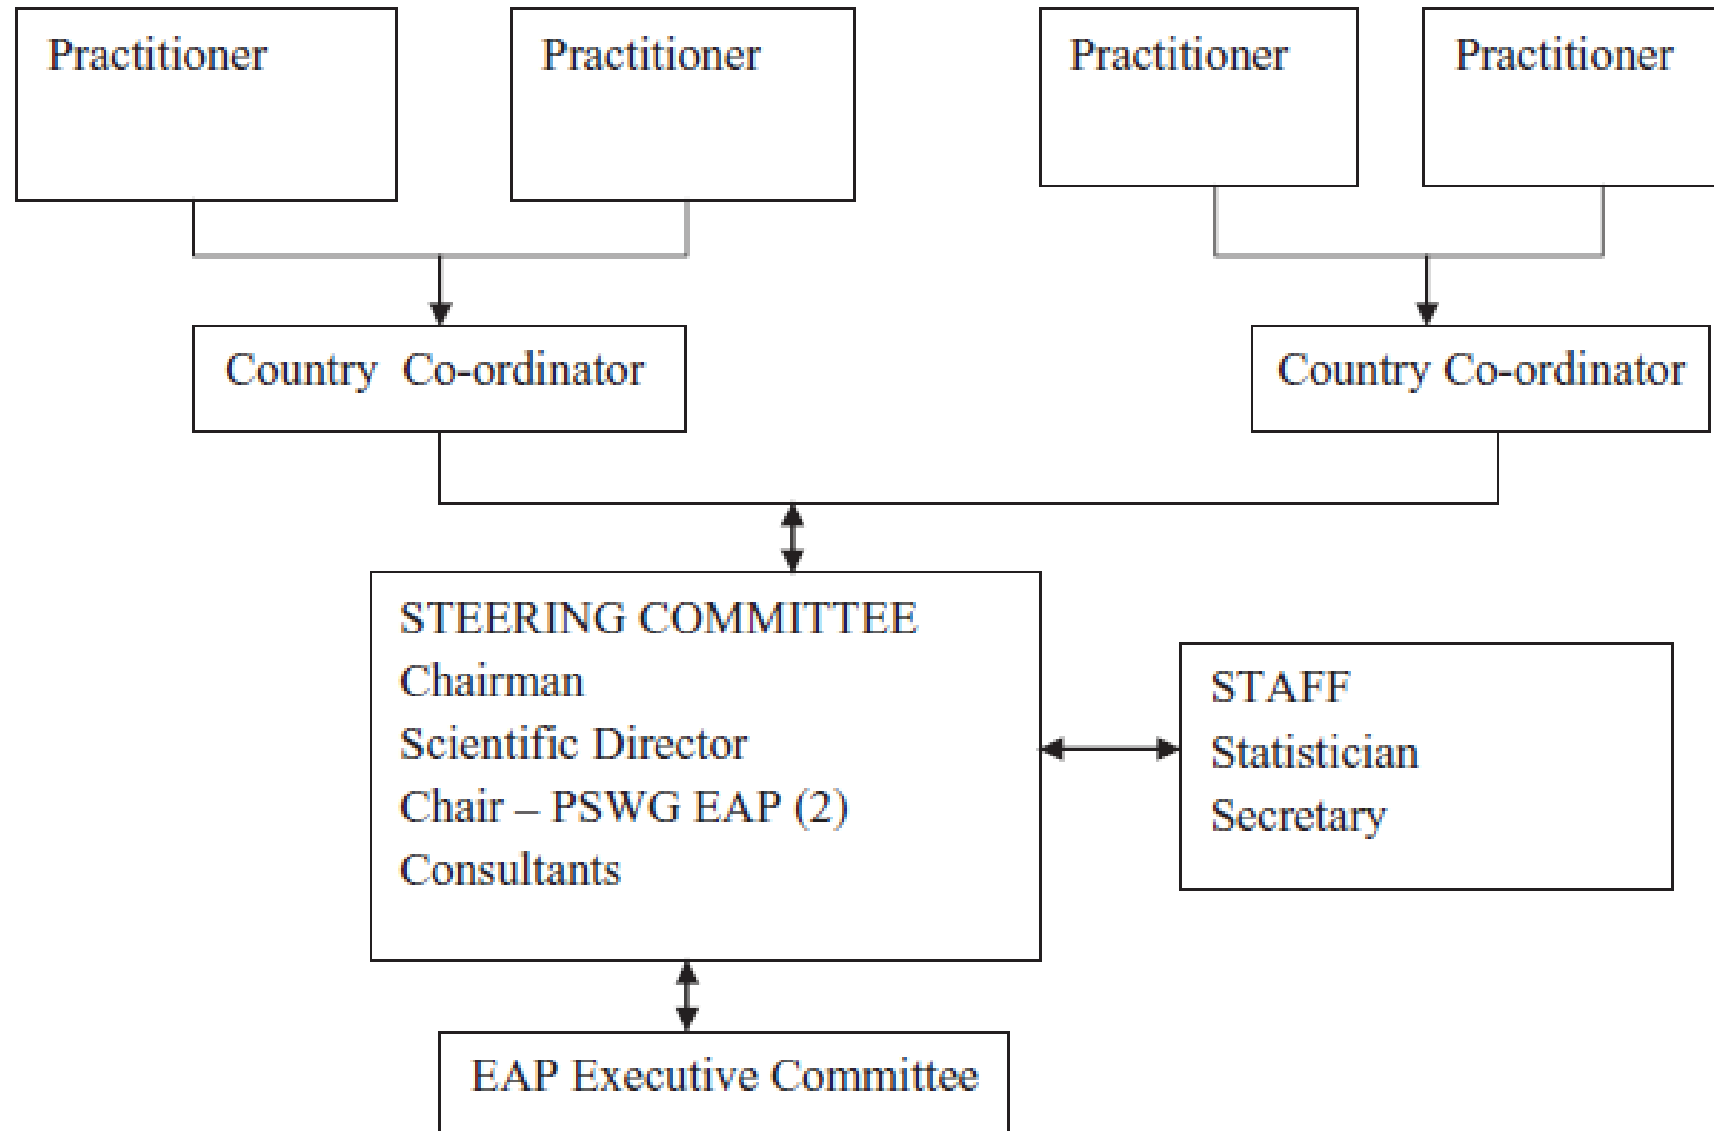 Practitioner
Practitioner
Practitioner
Practitioner
Country Co-ordinator
Country Co-ordinator
STEERING COMMITTEE
Chairman
Scientific Director
Chair – PSWG EAP (2)
Consultants
STAFF
Statistician
Secretary
EAP Executive Committee